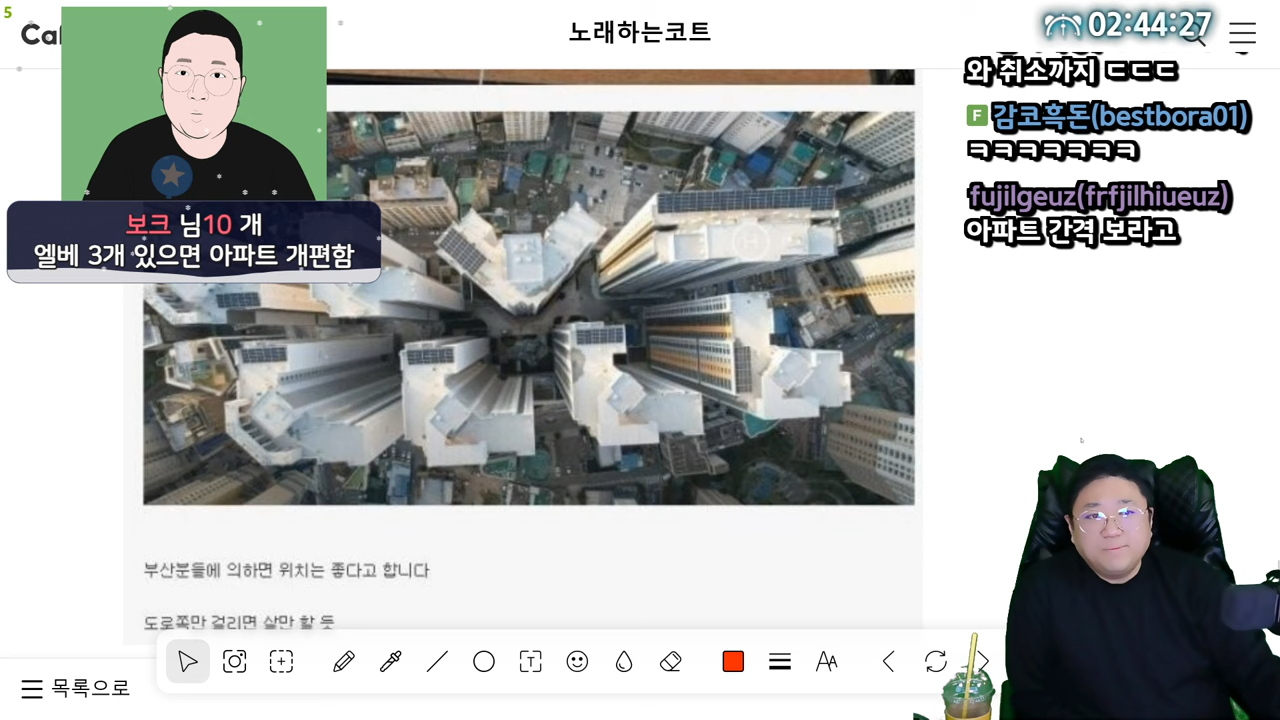 5
Ca
노래하는코트
02:44:27
와 취소까지 ㄷㄷㄷ
F 감코흑돈(bestbora01)
ㅋㅋㅋㅋㅋㅋㅋ
fujilgeuz(frfjilhiueuz)
아파트 간격 보라고
보크 님10 개
엘베 3개 있으면 아파트 개편함
부산분들에 의하면 위치는 좋다고 합니다
도로쪽만 걸리면 살만 할 듯
T
AA
목록으로